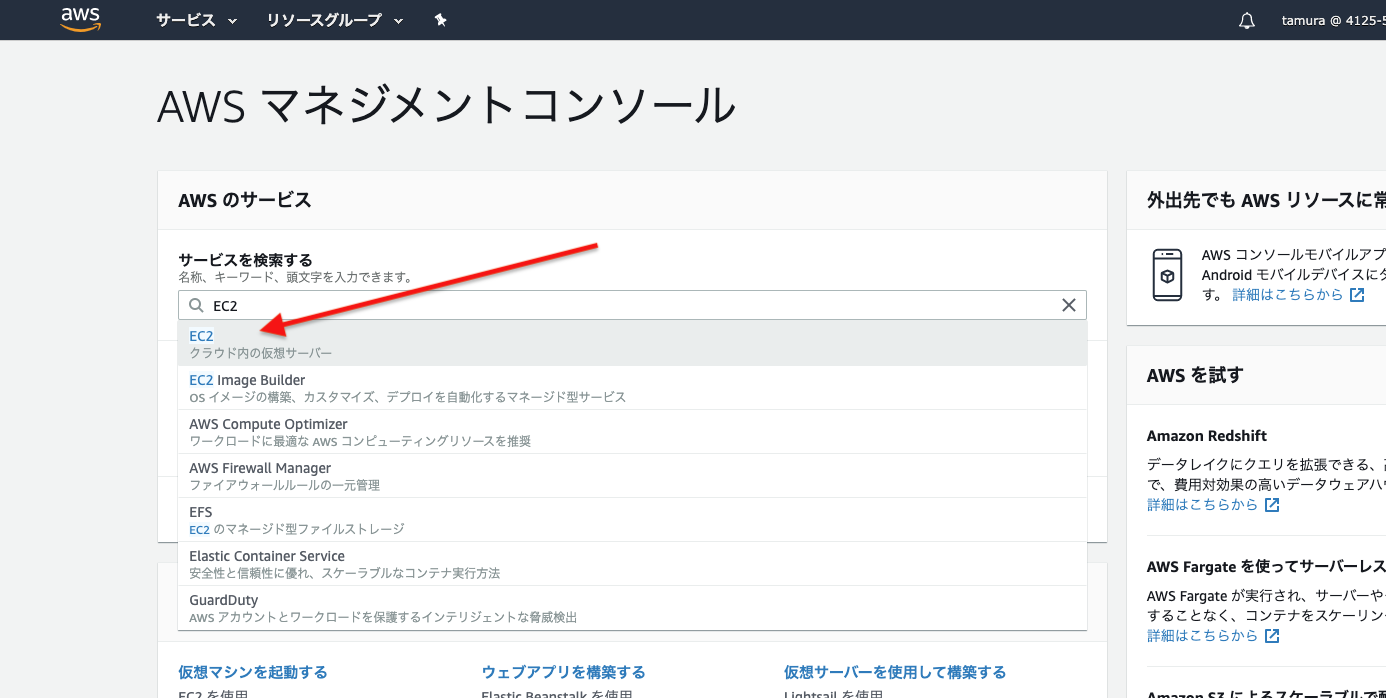 aws サービス リソースグループ tamura @ 4125-5
AWS マネジメントコンソール
AWS のサービス
サービスを検索する
名称、キーワード、頭文字を入力できます。
EC2
EC2
クラウド内の仮想サーバー
EC2 Image Builder
OS イメージの構築、カスタマイズ、デプロイを自動化するマネージド型サービス
AWS Compute Optimizer
ワークロードに最適な AWS コンピューティングリソースを推奨
AWS Firewall Manager
ファイアウォールルールの一元管理
EFS
EC2 のマネージド型ファイルストレージ
Elastic Container Service
安全性と信頼性に優れ、スケーラブルなコンテナ実行方法
GuardDuty
AWS アカウントとワークロードを保護するインテリジェントな脅威検出
仮想マシンを起動する
EC2 を使用
ウェブアプリを構築する
Elastic Beanstalk を使用
仮想サーバーを使用して構築する
Lightsail を使用
外出先でも AWS リソースに常
AWS コンソールモバイルアプ
Android モバイルデバイスにダ
す。 詳細はこちらから
AWS を試す
Amazon Redshift
データレイクにクエリを拡張できる、
で、費用対効果の高いデータウェアハ
詳細はこちらから
AWS Fargate を使ってサーバーレス
AWS Fargate が実行され、サーバーや
することなく、コンテナをスケーリン
詳細はこちらから
Amazon S3 によるスケーラブルで